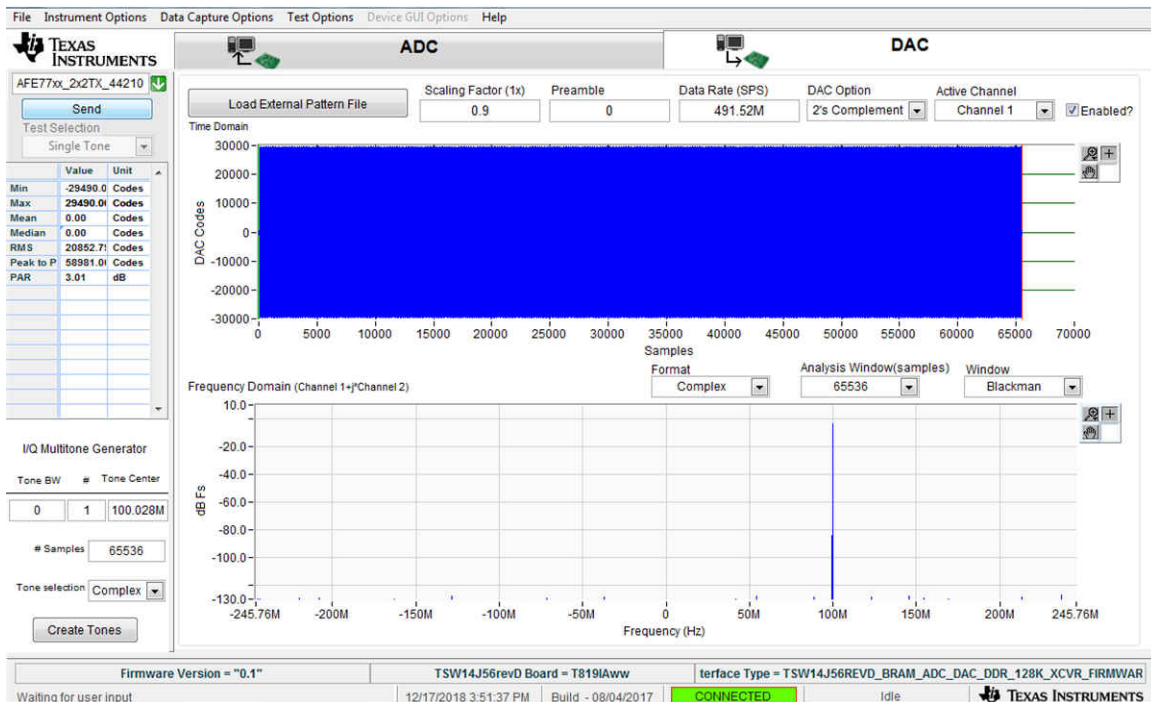 File Instrument Options Data Capture Options Test Options Device GUI Options Help
TEXAS INSTRUMENTS
ADC
DAC
AFE77xx_2x2TX_44210
Send
Test Selection
Single Tone
Value Unit
Min -29490.0 Codes
Max 29490.0 Codes
Mean 0.00 Codes
Median 0.00 Codes
RMS 20852.7 Codes
Peak to P 58981.0 Codes
PAR 3.01 dB
I/Q Multitone Generator
Tone BW # Tone Center
0 1 100.028M
# Samples 65536
Tone selection Complex
Create Tones
Load External Pattern File
Scaling Factor (1x) Preamble Data Rate (SPS) DAC Option Active Channel
0.9 0 491.52M 2's Complement Channel 1 Enabled?
Time Domain
DAC Codes
30000
20000
10000
0
-10000
-20000
-30000
0 5000 10000 15000 20000 25000 30000 35000 40000 45000 50000 55000 60000 65000 70000
Samples
Format Analysis Window(samples) Window
Complex 65536 Blackman
Frequency Domain (Channel 1+j*Channel 2)
dB Fs
10.0
-20.0
-40.0
-60.0
-80.0
-100.0
-130.0
-245.76M -200M -150M -100M -50M 0 50M 100M 150M 200M 245.76M
Frequency (Hz)
Firmware Version = "0.1" TSW14J56revD Board = T819IAww terface Type = TSW14J56REVD_BRAM_ADC_DAC_DDR_128K_XCVR_FIRMWAR
Waiting for user input 12/17/2018 3:51:37 PM Build - 08/04/2017 CONNECTED Idle TEXAS INSTRUMENTS